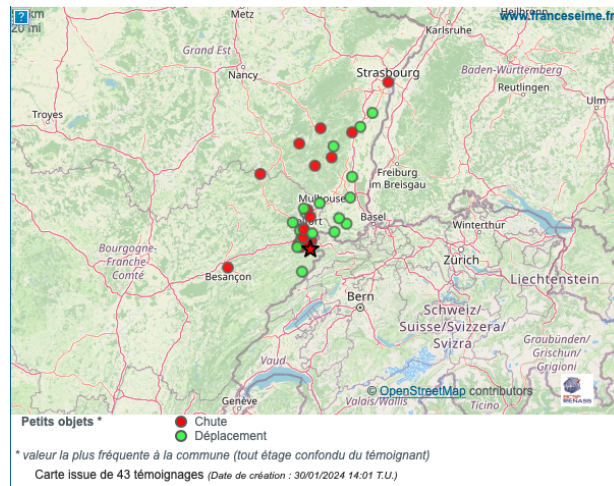 ?
km
20 mi
www.franceseime.fr
Metz
Heilbronn
Karlsruhe
Grand Est
Nancy
Strasbourg
Baden-Württemberg
Reutlingen
Troyes
Ulm
Freiburg
im Breisgau
Mulhouse
Belfort
Basel
Winterthur
Bourgogne-
Franche-
Comté
Zürich
Besançon
Liechtenstein
Bern
Schweiz/
Suisse/Svizzera/
Svizra
Graubünden/
Grischun/
Grigioni
Vaud
© OpenStreetMap contributors
Genève
Valais/Wallis
Ticino
BCSF
RENASS
Petits objets *
Chute
Déplacement
* valeur la plus fréquente à la commune (tout étage confondu du témoignant)
Carte issue de 43 témoignages (Date de création : 30/01/2024 14:01 T.U.)